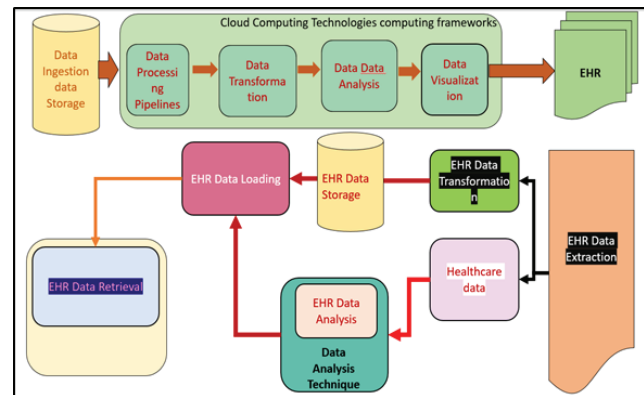 Cloud Computing Technologies computing frameworks
Data
Ingestion
data
Storage
Data
Processi
ng
Pipelines
Data
Transforma
tion
Data Data
Analysis
Data
Visualizati
on
EHR
EHR Data Loading
EHR Data
Storage
EHR Data
Transformatio
n
EHR Data
Extraction
EHR Data Retrieval
EHR Data
Analysis
Data
Analysis
Technique
Healthcare
data